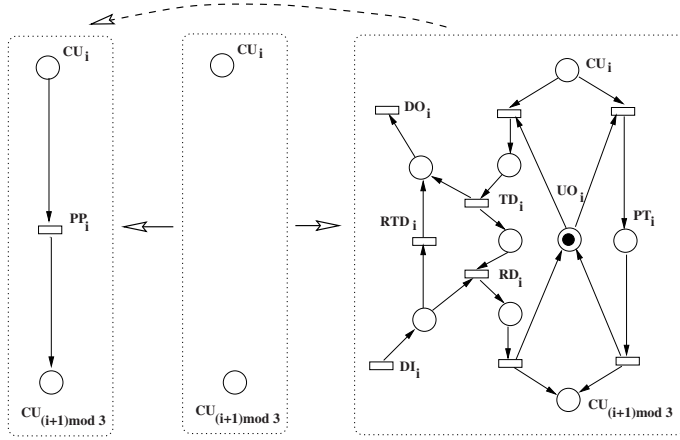 CU_i
PP_i
CU_(i+1)mod 3
CU_i
CU_(i+1)mod 3
CU_i
DO_i
UO_i
TD_i
PT_i
RTD_i
RD_i
DI_i
CU_(i+1)mod 3